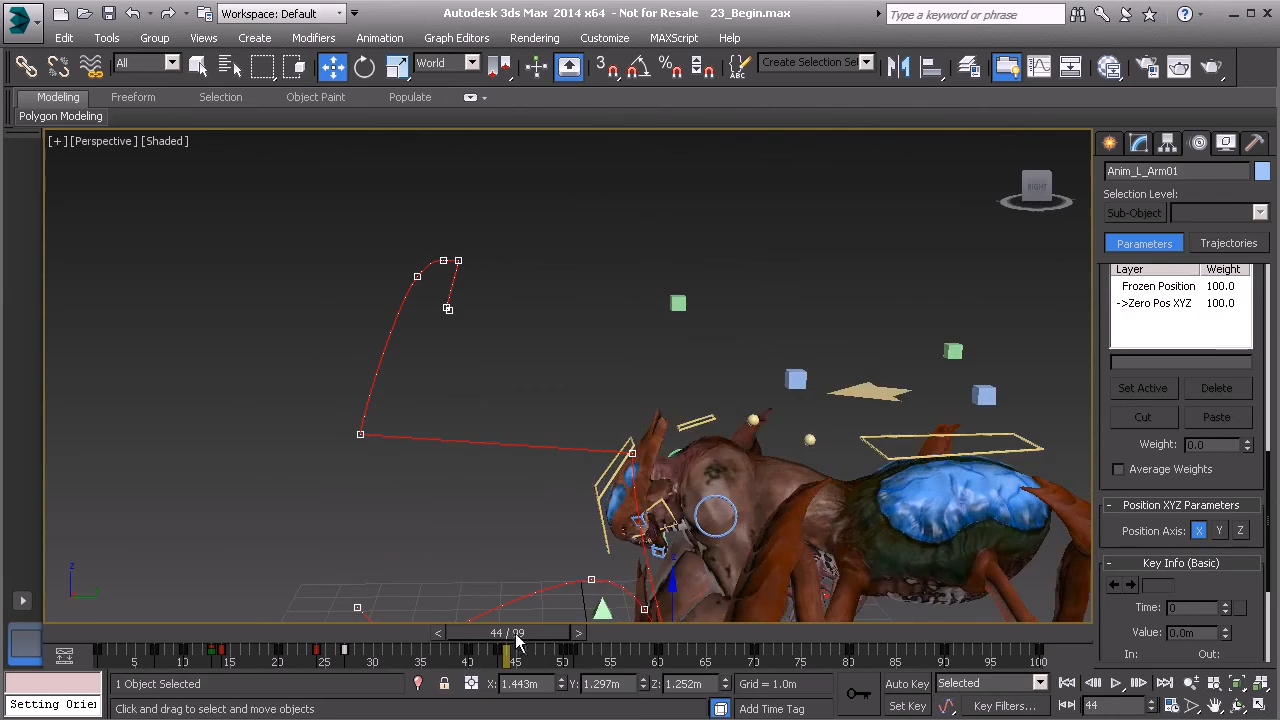 Workspace: Default
Autodesk 3ds Max 2014 x64 - Not for Resale 23_Begin.max
Type a keyword or phrase
Edit Tools Group Views Create Modifiers Animation Graph Editors Rendering Customize MAXScript Help
All
World
3
Create Selection Se
Modeling Freeform Selection Object Paint Populate
Polygon Modeling
[+] [Perspective] [Shaded]
RIGHT
Anim_L_Arm01
Selection Level:
Sub-Object
Parameters Trajectories
Layer Weight
Frozen Position 100.0
->Zero Pos XYZ 100.0
Set Active Delete
Cut Paste
Weight: 0.0
Average Weights
- Position XYZ Parameters
Position Axis: X Y Z
- Key Info (Basic)
Time: 0
Value: 0.0m
In: Out:
z
< 44 / 99 >
5 10 15 20 25 30 35 40 45 50 55 60 65 70 75 80 85 90 95 100
1 Object Selected
X: 1.443m Y: 1.297m Z: 1.252m Grid = 1.0m
Auto Key Selected
Setting Orie
Click and drag to select and move objects
Add Time Tag
Set Key Key Filters... 44